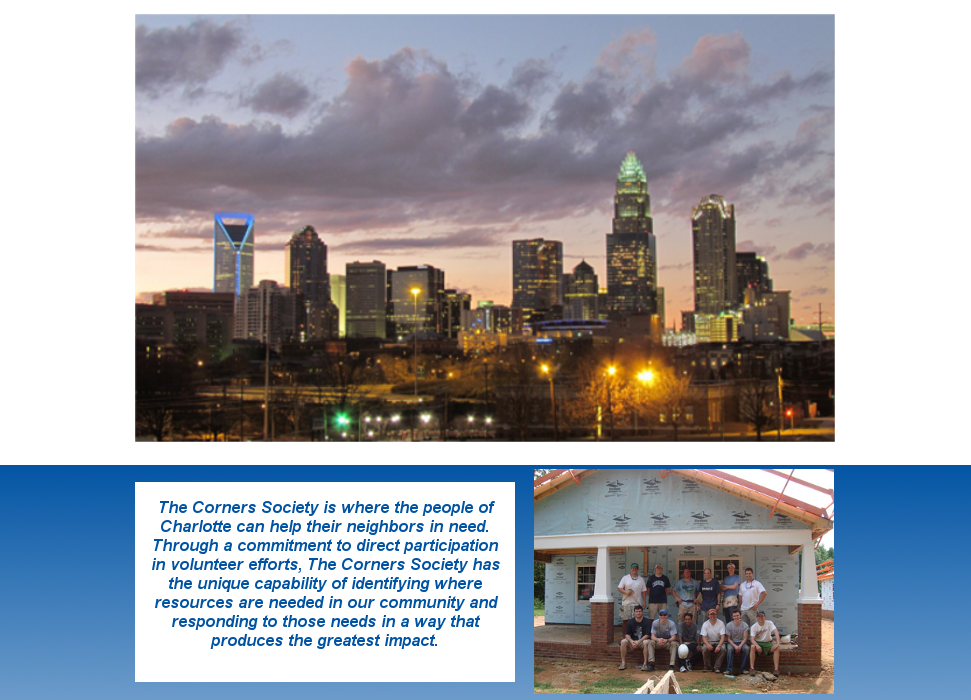 The Corners Society is where the people of
Charlotte can help their neighbors in need.
Through a commitment to direct participation
in volunteer efforts, The Corners Society has
the unique capability of identifying where
resources are needed in our community and
responding to those needs in a way that
produces the greatest impact.